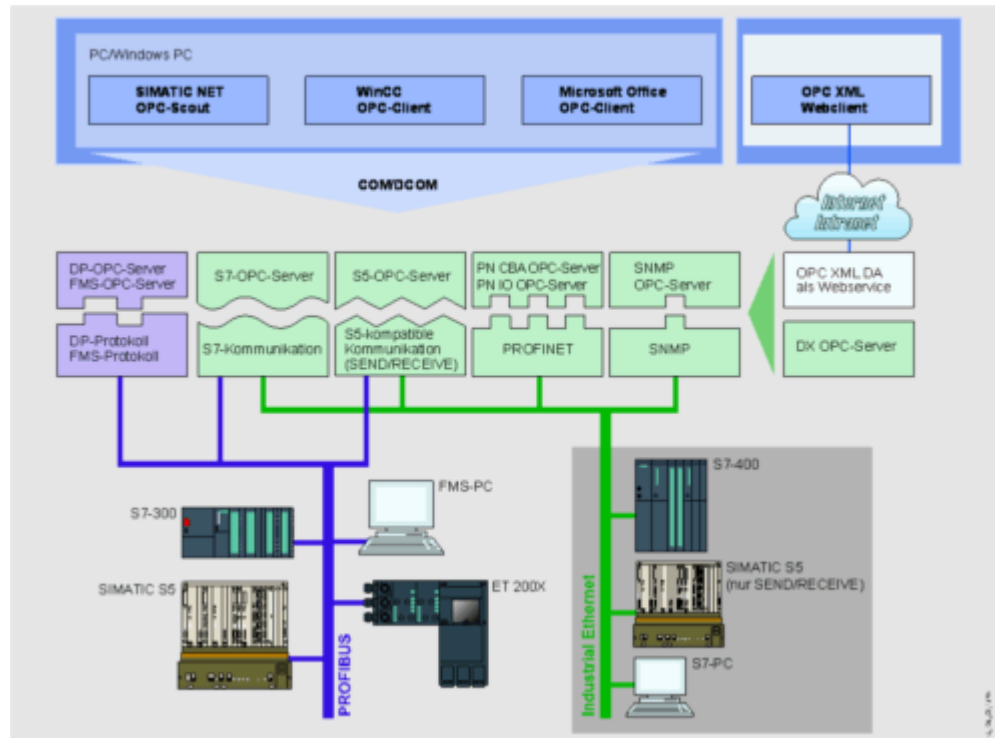 PC/Windows PC
SIMATIC NET
OPC-Scout
WinCC
OPC-Client
Microsoft Office
OPC-Client
OPC XML
Webclient
COM/DCOM
Internet
Intranet
DP-OPC-Server
FMS-OPC-Server
S7-OPC-Server
S5-OPC-Server
PN CBA OPC-Server
PN IO OPC-Server
SNMP
OPC-Server
OPC XML DA
als Webservice
DP-Protokoll
FMS-Protokoll
S7-Kommunikation
S5-kompatible
Kommunikation
(SEND/RECEIVE)
PROFINET
SNMP
DX OPC-Server
S7-300
FMS-PC
S7-400
SIMATIC S5
ET 200X
SIMATIC S5
(nur SEND/RECEIVE)
S7-PC
PROFIBUS
Industrial Ethernet